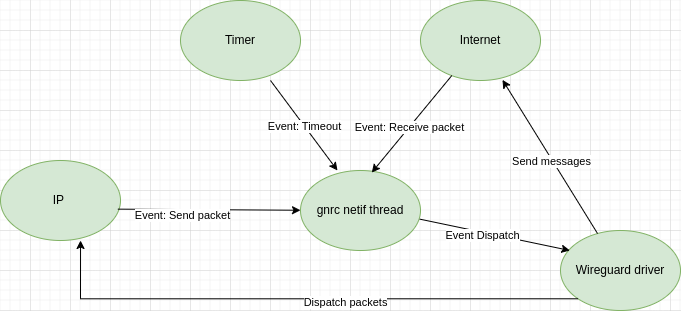 Timer
Internet
Event: Timeout
Event: Receive packet
Send messages
IP
Event: Send packet
gnrc netif thread
Event Dispatch
Wireguard driver
Dispatch packets